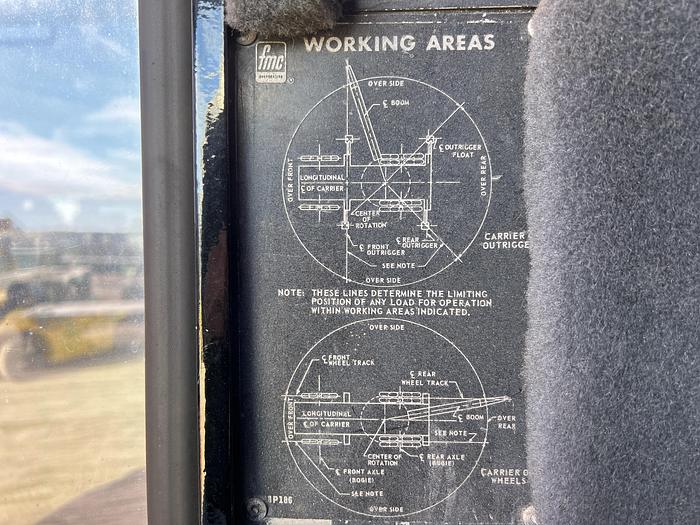 WORKING AREAS
fmc
CORPORATION
®
OVER SIDE
℄ BOOM
℄ OUTRIGGER
FLOAT
OVER FRONT
LONGITUDINAL
℄ OF CARRIER
OVER REAR
CENTER
OF
ROTATION
℄ REAR
OUTRIGGER
CARRIER
OUTRIGGE
℄ FRONT
OUTRIGGER
SEE NOTE
OVER SIDE
NOTE: THESE LINES DETERMINE THE LIMITING
POSITION OF ANY LOAD FOR OPERATION
WITHIN WORKING AREAS INDICATED.
OVER SIDE
℄ FRONT
WHEEL TRACK
℄ REAR
WHEEL TRACK
OVER FRONT
LONGITUDINAL
℄ OF CARRIER
℄ BOOM
OVER
REAR
SEE NOTE
CENTER OF
ROTATION
℄ REAR AXLE
(BOGIE)
℄ FRONT AXLE
(BOGIE)
CARRIER O
WHEELS
SEE NOTE
1P186
OVER SIDE